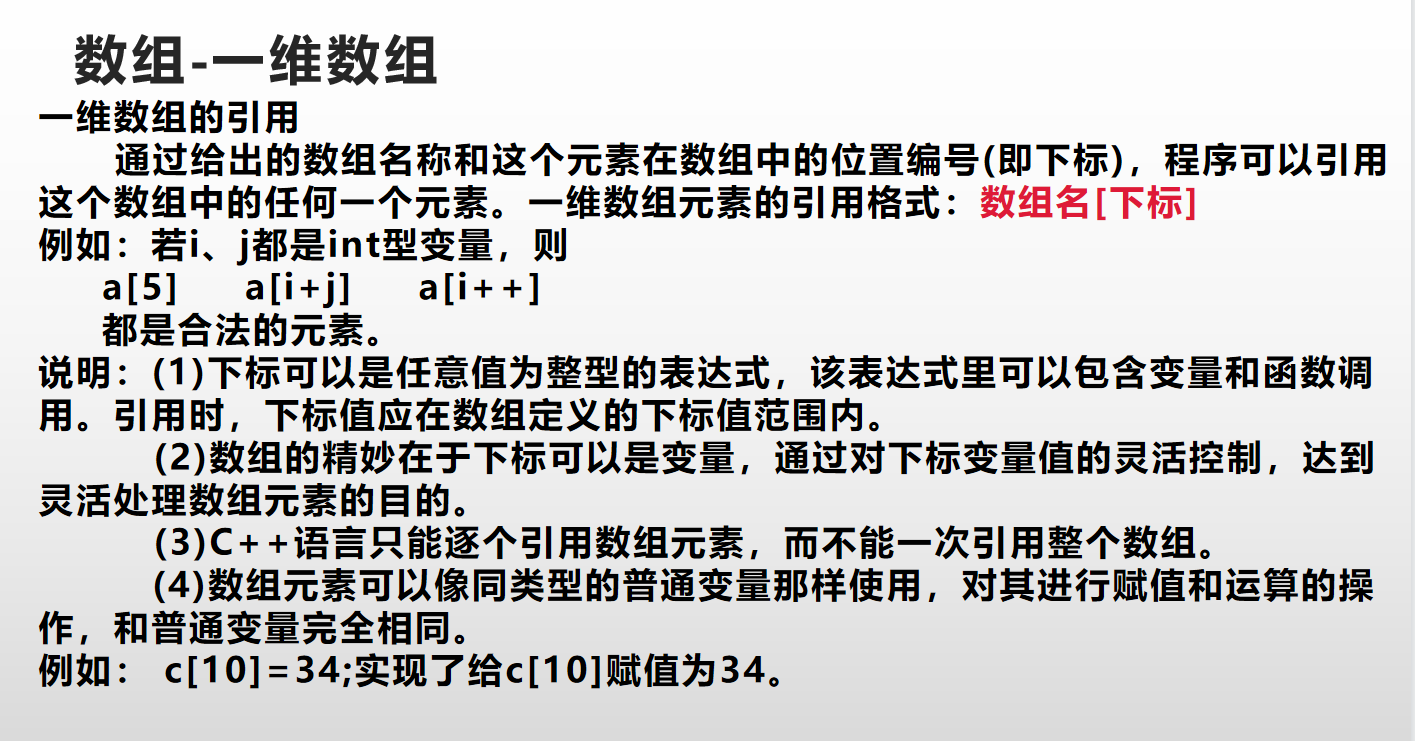 数组-一维数组
一维数组的引用
通过给出的数组名称和这个元素在数组中的位置编号(即下标)，程序可以引用
这个数组中的任何一个元素。一维数组元素的引用格式：数组名[下标]
例如：若i、j都是int型变量，则
a[5] a[i+j] a[i++]
都是合法的元素。
说明：(1)下标可以是任意值为整型的表达式，该表达式里可以包含变量和函数调
用。引用时，下标值应在数组定义的下标值范围内。
(2)数组的精妙在于下标可以是变量，通过对下标变量值的灵活控制，达到
灵活处理数组元素的目的。
(3)C++语言只能逐个引用数组元素，而不能一次引用整个数组。
(4)数组元素可以像同类型的普通变量那样使用，对其进行赋值和运算的操
作，和普通变量完全相同。
例如： c[10]=34;实现了给c[10]赋值为34。